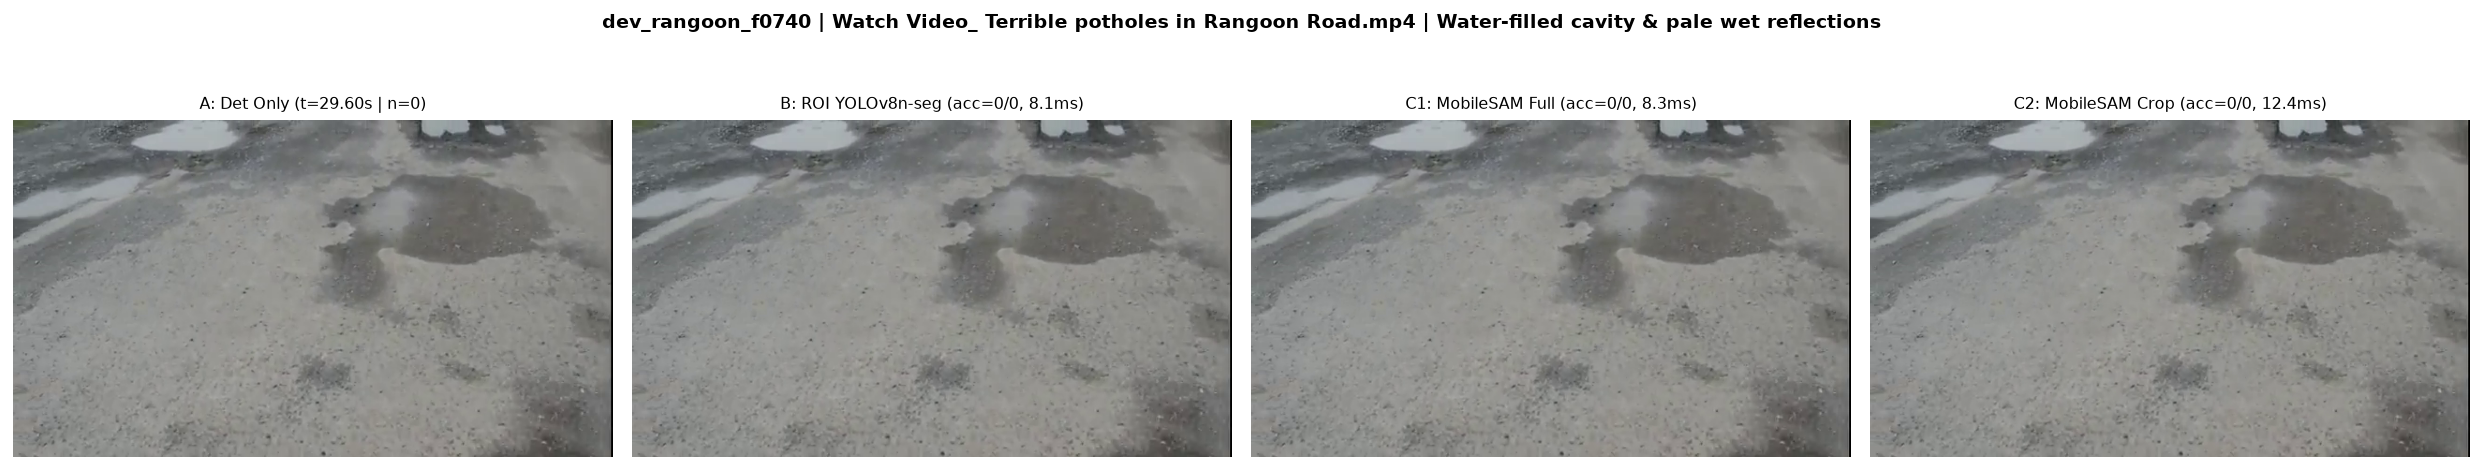 dev_rangoon_f0740 | Watch Video_ Terrible potholes in Rangoon Road.mp4 | Water-filled cavity & pale wet reflections
A: Det Only (t=29.60s | n=0)
B: ROI YOLOv8n-seg (acc=0/0, 8.1ms)
C1: MobileSAM Full (acc=0/0, 8.3ms)
C2: MobileSAM Crop (acc=0/0, 12.4ms)